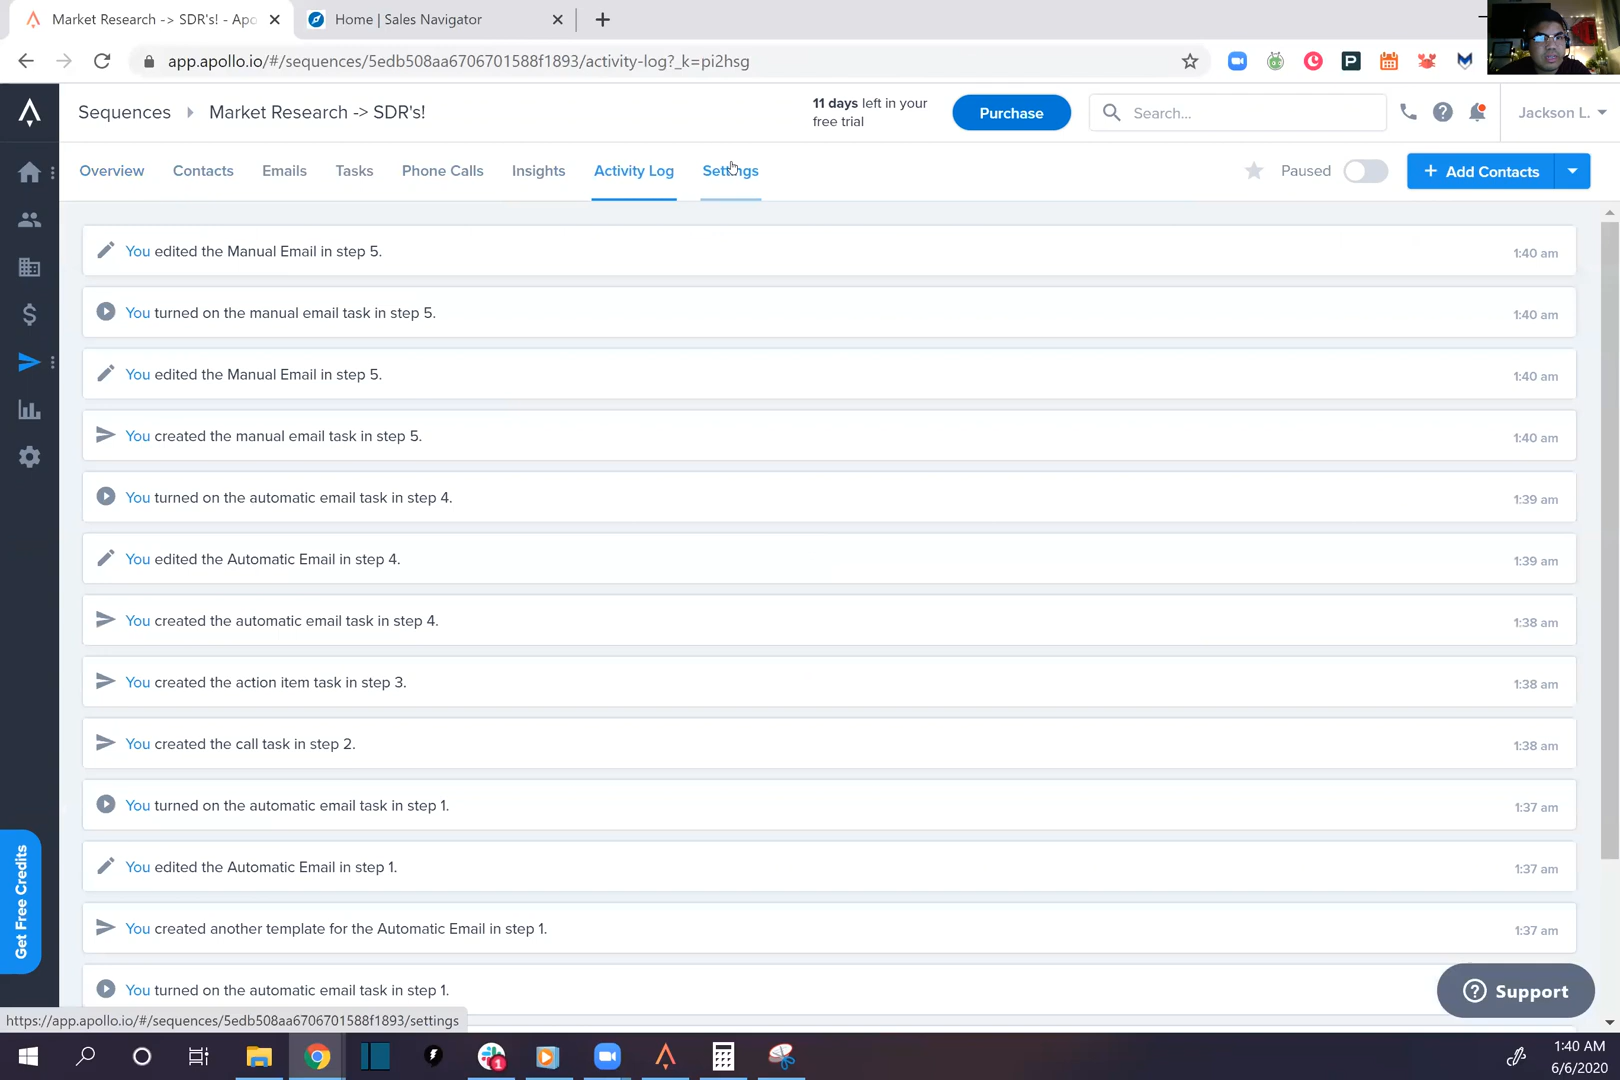 Market Research -> SDR's! - Apo
Home | Sales Navigator
app.apollo.io/#/sequences/5edb508aa6706701588f1893/activity-log?_k=pi2hsg
Sequences
Market Research -> SDR's!
11 days left in your
free trial
Purchase
Search...
Jackson L.
Overview
Contacts
Emails
Tasks
Phone Calls
Insights
Activity Log
Settings
Paused
+ Add Contacts
You edited the Manual Email in step 5.
1:40 am
You turned on the manual email task in step 5.
1:40 am
You edited the Manual Email in step 5.
1:40 am
You created the manual email task in step 5.
1:40 am
You turned on the automatic email task in step 4.
1:39 am
You edited the Automatic Email in step 4.
1:39 am
You created the automatic email task in step 4.
1:38 am
You created the action item task in step 3.
1:38 am
You created the call task in step 2.
1:38 am
You turned on the automatic email task in step 1.
1:37 am
You edited the Automatic Email in step 1.
1:37 am
You created another template for the Automatic Email in step 1.
1:37 am
You turned on the automatic email task in step 1.
Get Free Credits
Support
https://app.apollo.io/#/sequences/5edb508aa6706701588f1893/settings
1
1:40 AM
6/6/2020